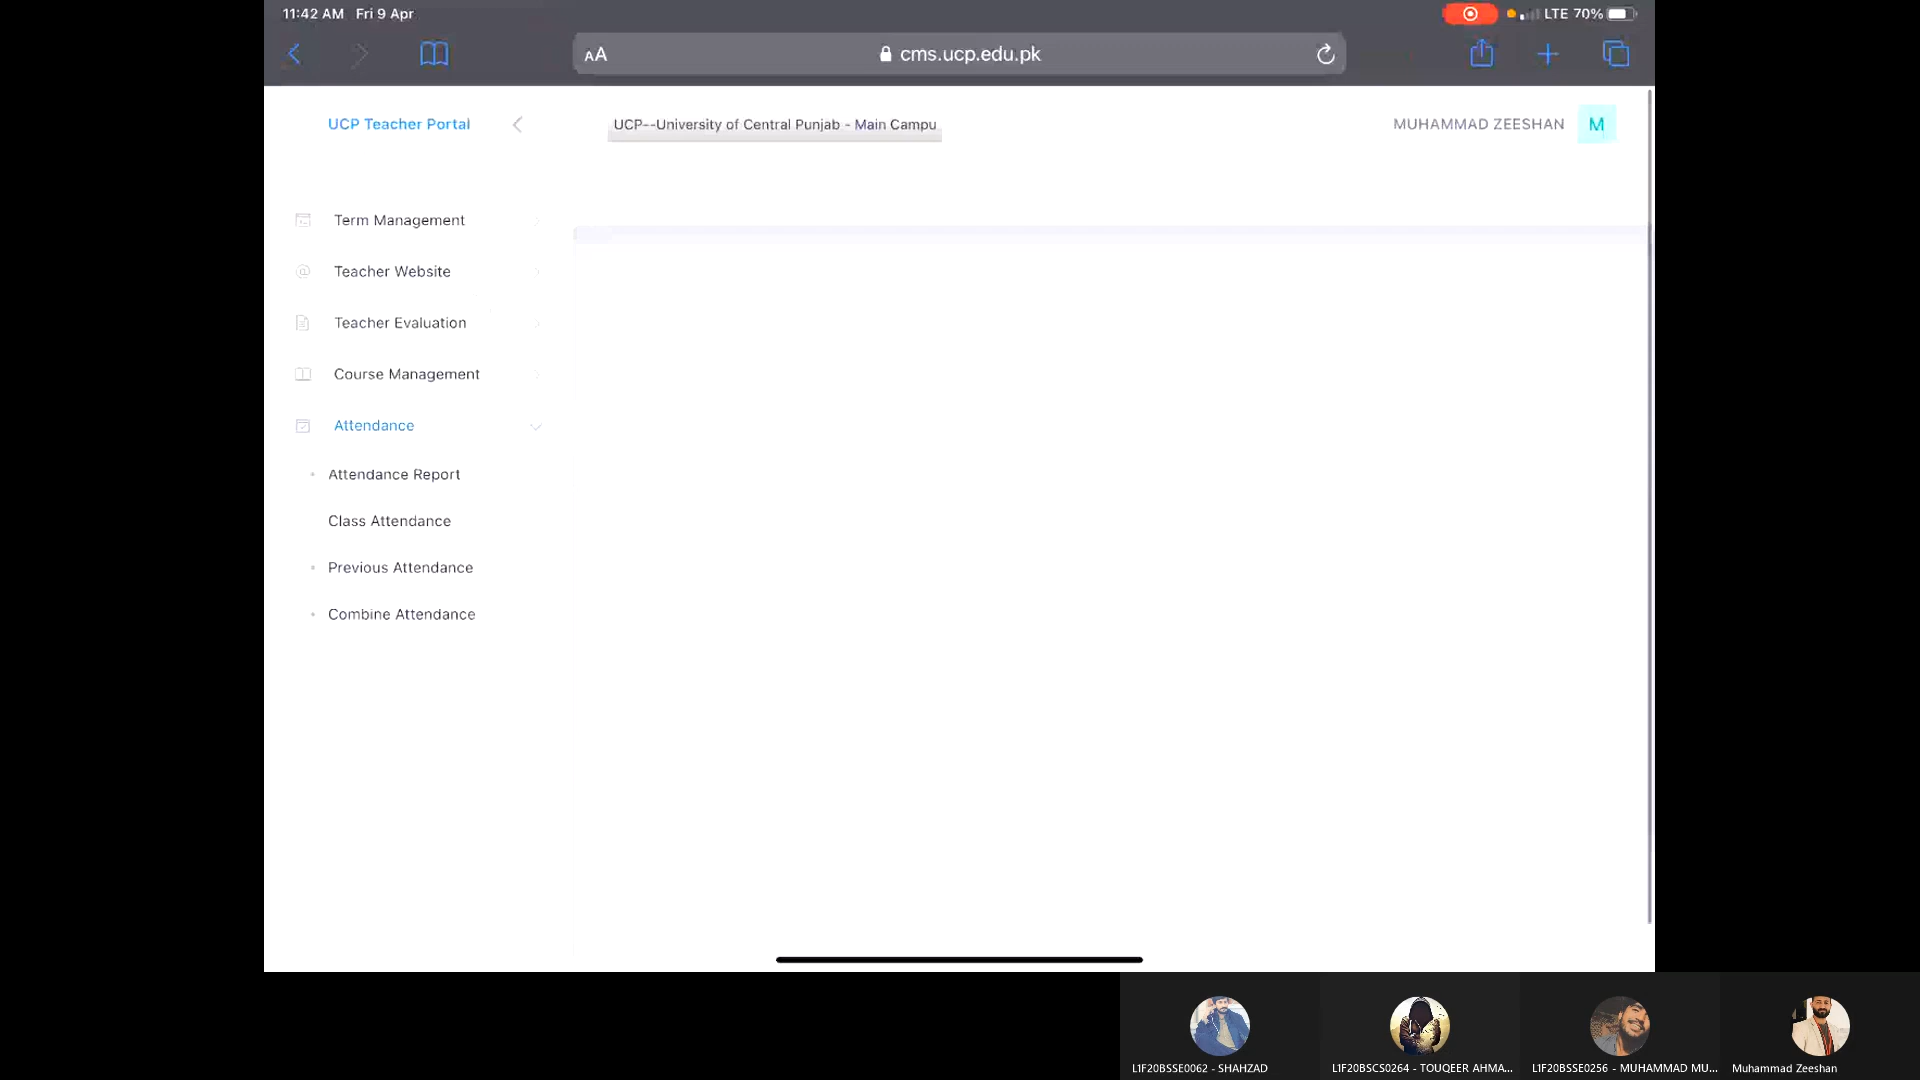 11:42 AM Fri 9 Apr
LTE 70%
AA
cms.ucp.edu.pk
UCP Teacher Portal
UCP--University of Central Punjab - Main Campu
MUHAMMAD ZEESHAN
M
Term Management
Teacher Website
Teacher Evaluation
Course Management
Attendance
Attendance Report
Class Attendance
Previous Attendance
Combine Attendance
L1F20BSSE0062 - SHAHZAD
L1F20BSCS0264 - TOUQEER AHMA...
L1F20BSSE0256 - MUHAMMAD MU...
Muhammad Zeeshan